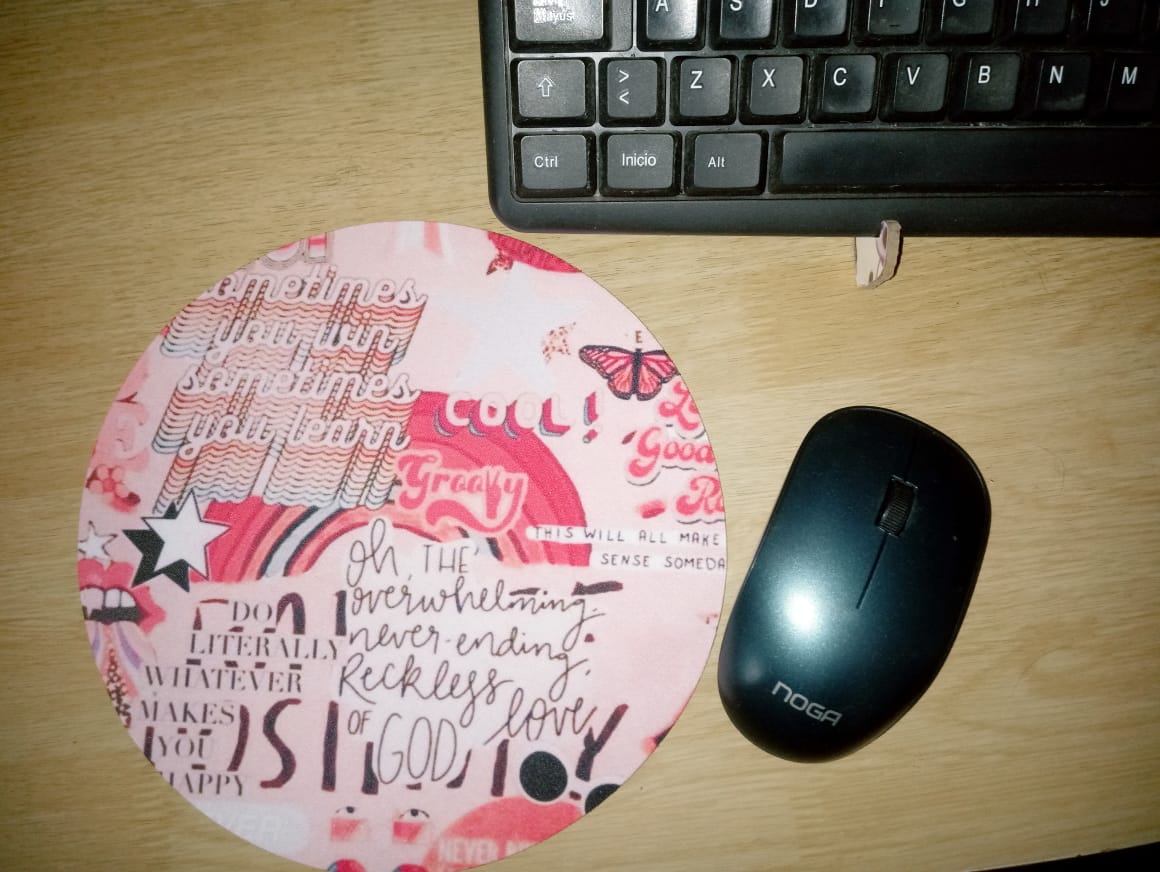 Mayús
A S D F G H J
>
<
Z X C V B N M
Ctrl Inicio Alt
sometimes
you win
sometimes
you learn
COOL!
E
Good
Groovy
THIS WILL ALL MAKE
SENSE SOMEDA
oh, THE
overwhelming,
never-ending,
Reckless
love
OF
GOD
DO
LITERALLY
WHATEVER
MAKES
YOU
HAPPY
NEVER
NOGA